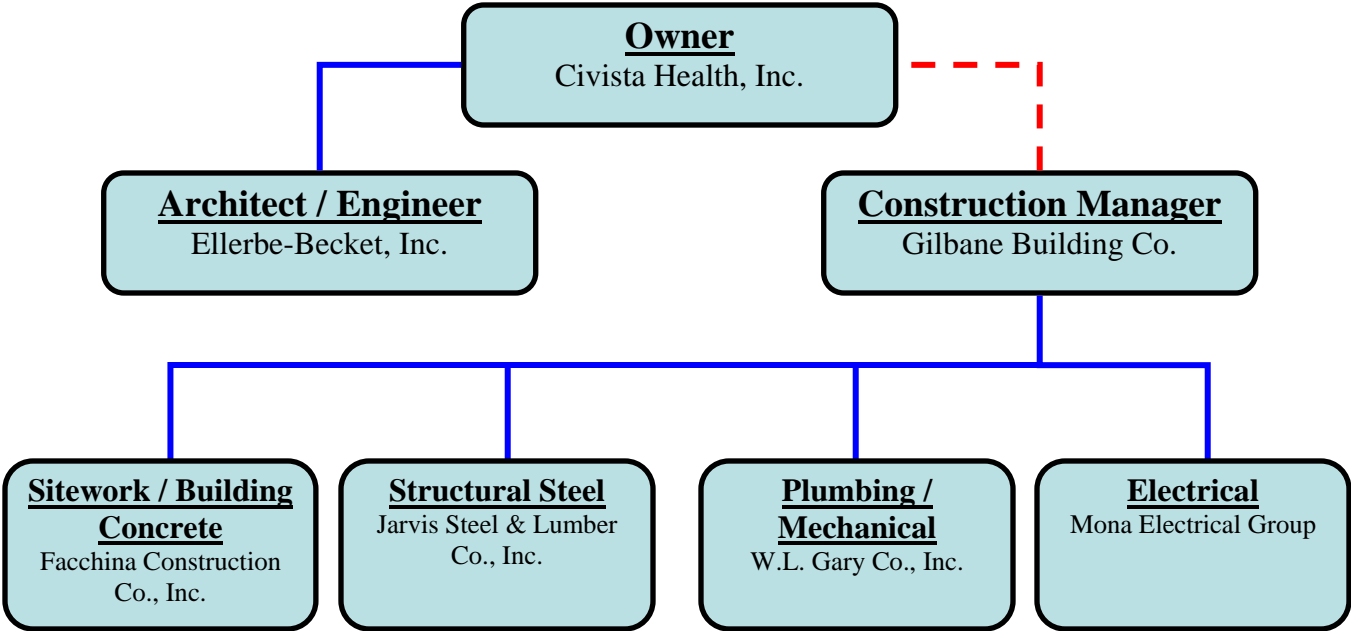 Owner
Civista Health, Inc.
Architect / Engineer
Ellerbe-Becket, Inc.
Construction Manager
Gilbane Building Co.
Sitework / Building
Concrete
Facchina Construction
Co., Inc.
Structural Steel
Jarvis Steel & Lumber
Co., Inc.
Plumbing /
Mechanical
W.L. Gary Co., Inc.
Electrical
Mona Electrical Group